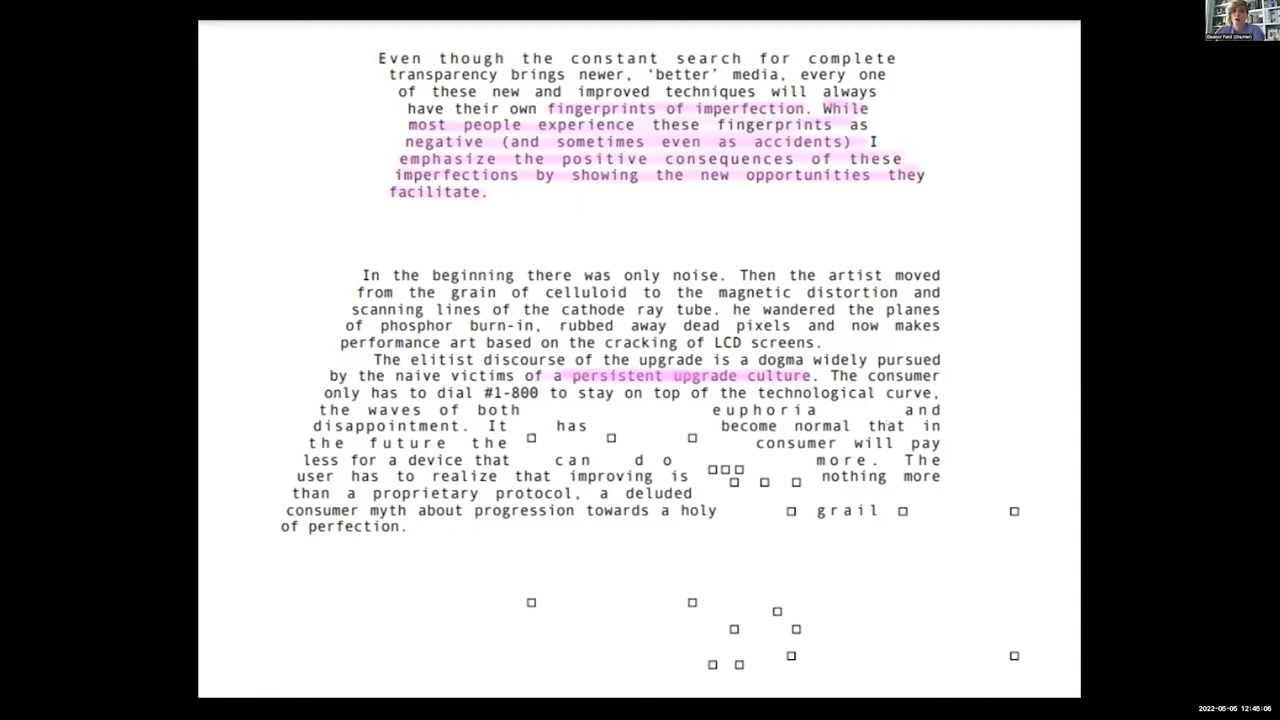 Even though the constant search for complete
transparency brings newer, 'better' media, every one
of these new and improved techniques will always
have their own fingerprints of imperfection. While
most people experience these fingerprints as
negative (and sometimes even as accidents) I
emphasize the positive consequences of these
imperfections by showing the new opportunities they
facilitate.
In the beginning there was only noise. Then the artist moved
from the grain of celluloid to the magnetic distortion and
scanning lines of the cathode ray tube. he wandered the planes
of phosphor burn-in, rubbed away dead pixels and now makes
performance art based on the cracking of LCD screens.
The elitist discourse of the upgrade is a dogma widely pursued
by the naive victims of a persistent upgrade culture. The consumer
only has to dial #1-800 to stay on top of the technological curve,
the waves of both euphoria and
disappointment. It has become normal that in
the future the consumer will pay
less for a device that can do more. The
user has to realize that improving is nothing more
than a proprietary protocol, a deluded
consumer myth about progression towards a holy grail
of perfection.
Eleanor Field (She/Her)
2022-05-05 12:45:06